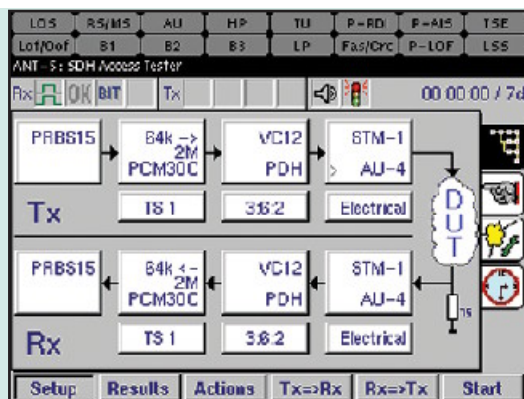 LOS RS/MS AU HP TU P-RDI P-AIS TSE
Lof/Oof B1 B2 B3 LP Fas/Crc P-LOF LSS
ANT-5: SDH Access Tester
Rx OK BIT Tx 00 00:00 / 7d
PRBS15 64k -> VC12 STM-1
2M
PCM30C PDH > AU-4
Tx TS 1 3:6:2 Electrical
DUT
PRBS15 64k <- VC12 STM-1
2M
PCM30C PDH AU-4
75
Rx TS 1 3:6:2 Electrical
Setup Results Actions Tx=>Rx Rx=>Tx Start